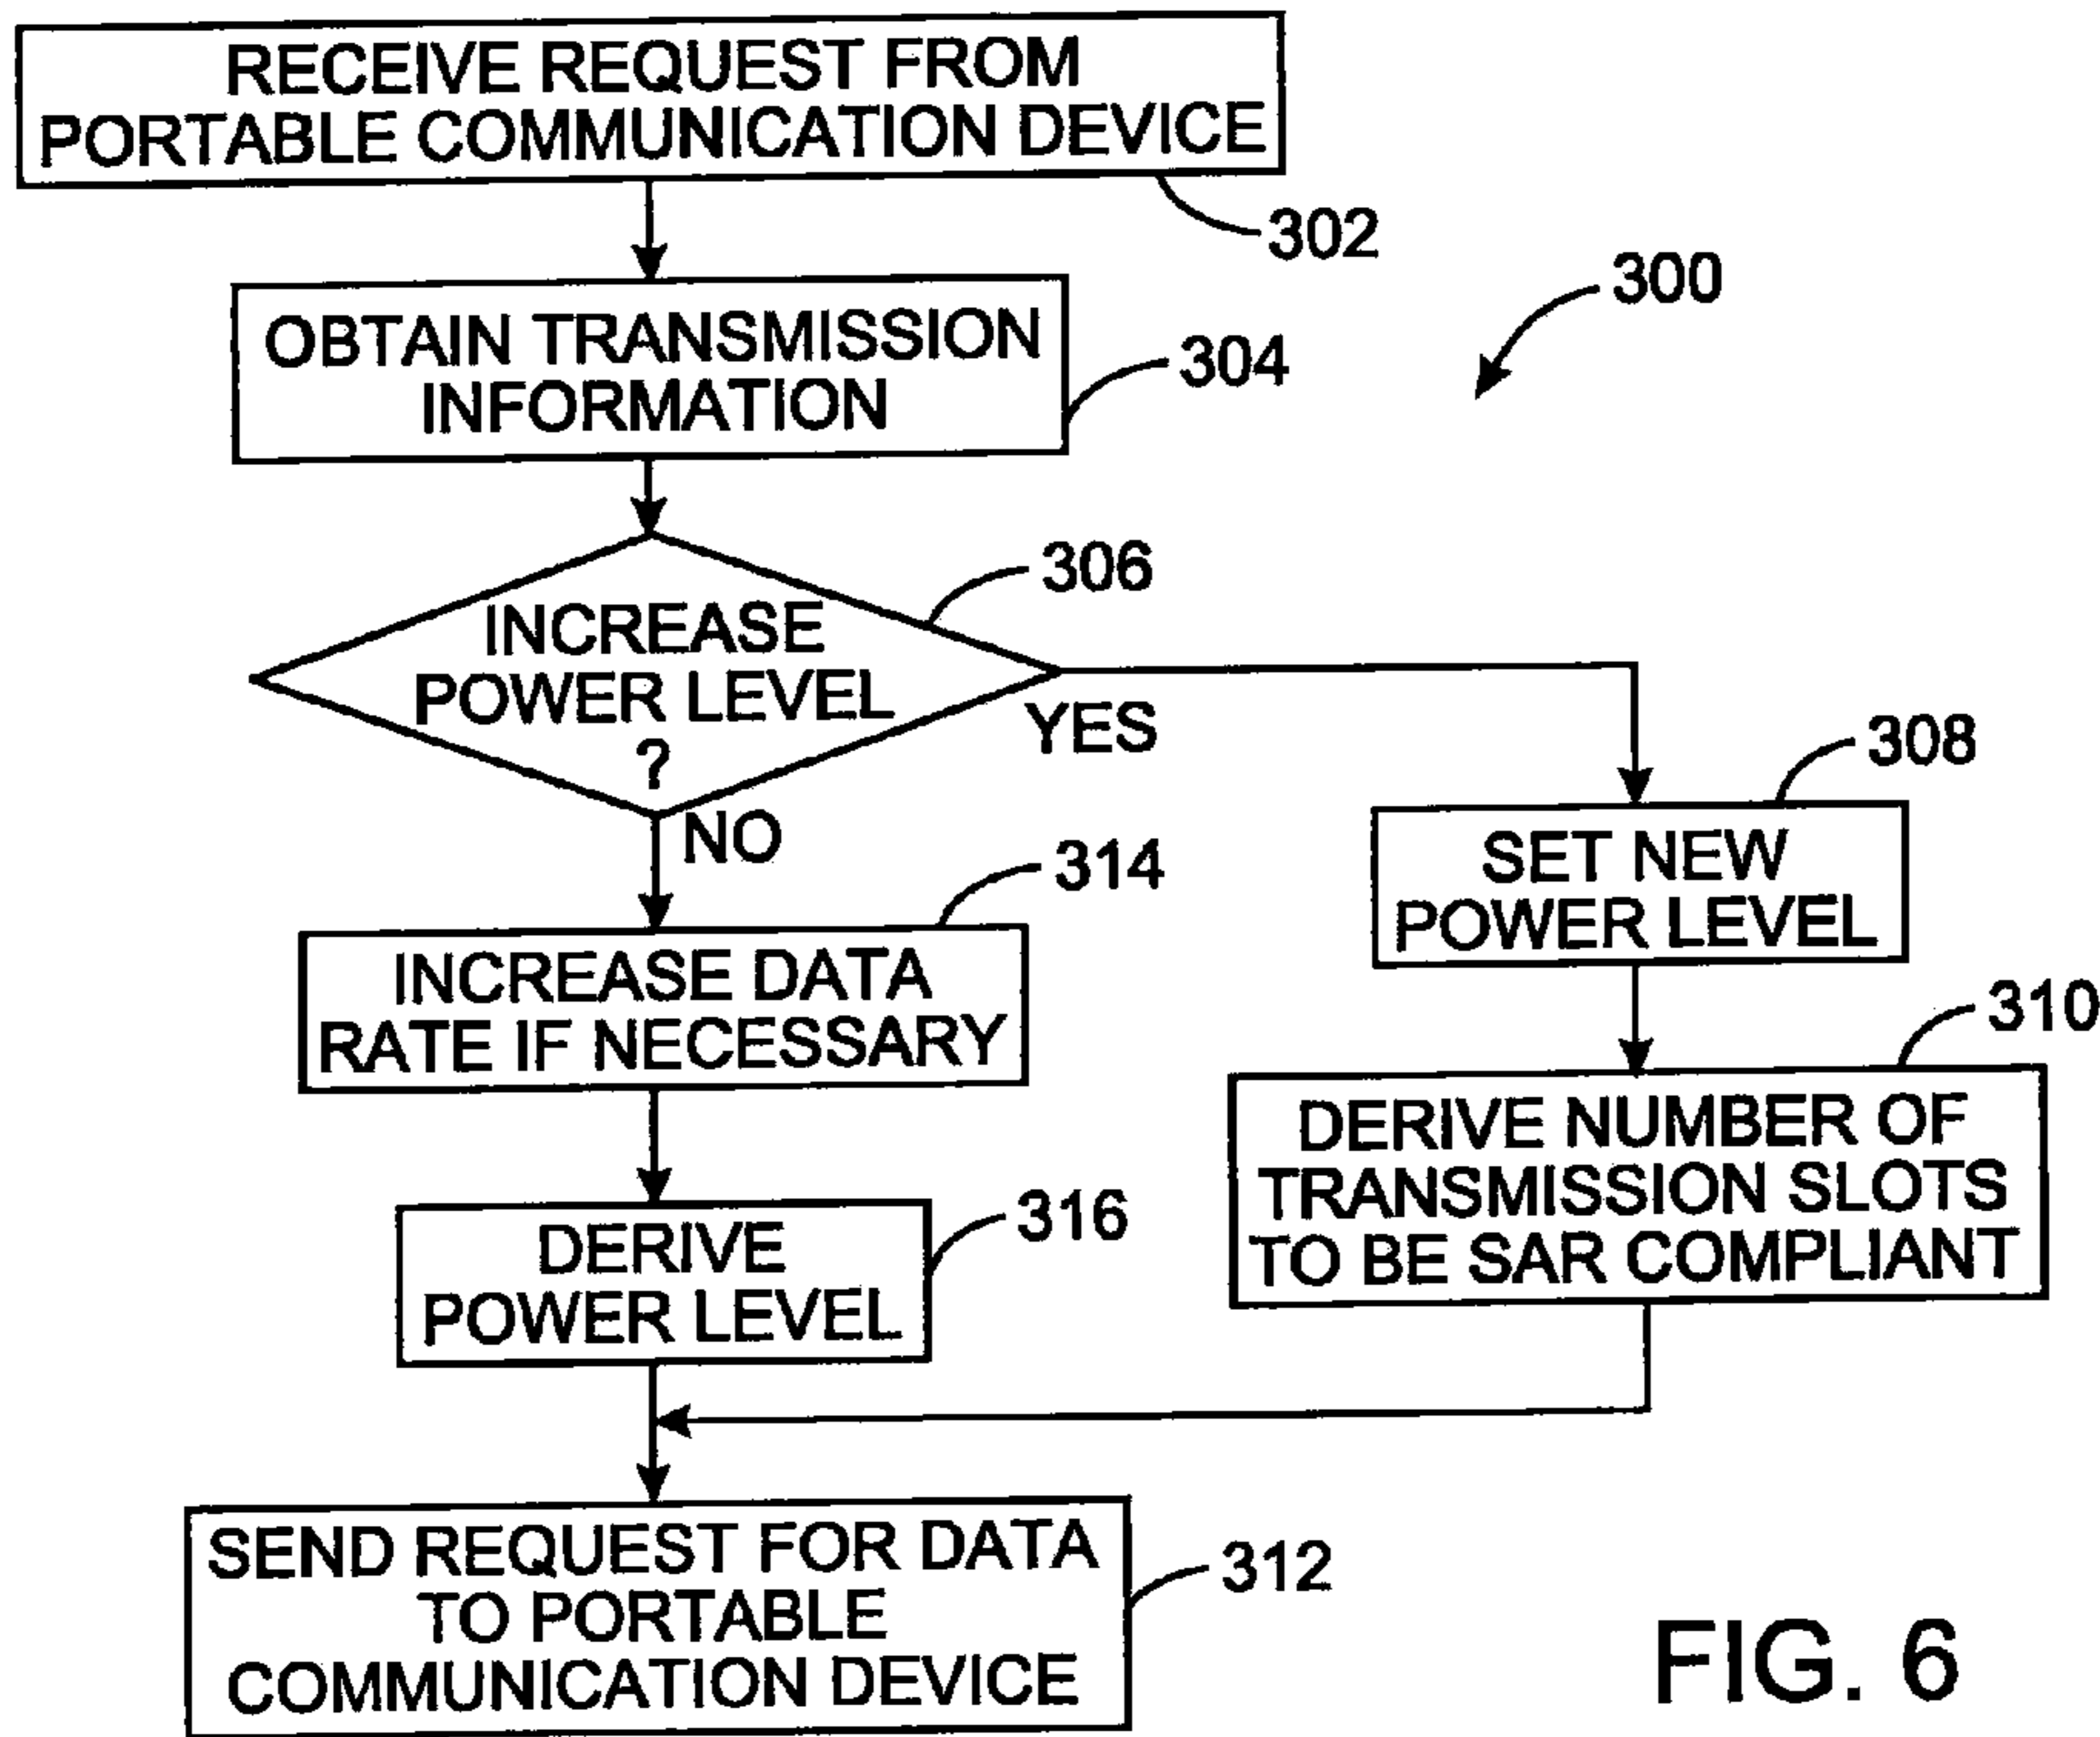 RECEIVE REQUEST FROM
PORTABLE COMMUNICATION DEVICE
302
300
OBTAIN TRANSMISSION
INFORMATION
304
306
INCREASE
POWER LEVEL
?
YES
NO
308
SET NEW
POWER LEVEL
314
INCREASE DATA
RATE IF NECESSARY
310
DERIVE NUMBER OF
TRANSMISSION SLOTS
TO BE SAR COMPLIANT
316
DERIVE
POWER LEVEL
SEND REQUEST FOR DATA
TO PORTABLE
COMMUNICATION DEVICE
312
FIG. 6